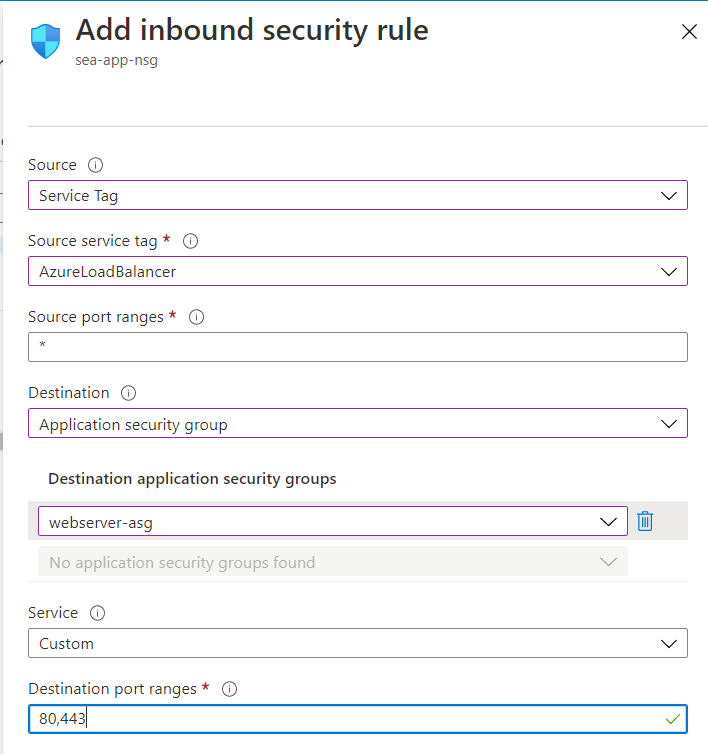 Add inbound security rule
sea-app-nsg
Source
Service Tag
Source service tag *
AzureLoadBalancer
Source port ranges *
*
Destination
Application security group
Destination application security groups
webserver-asg
No application security groups found
Service
Custom
Destination port ranges *
80,443